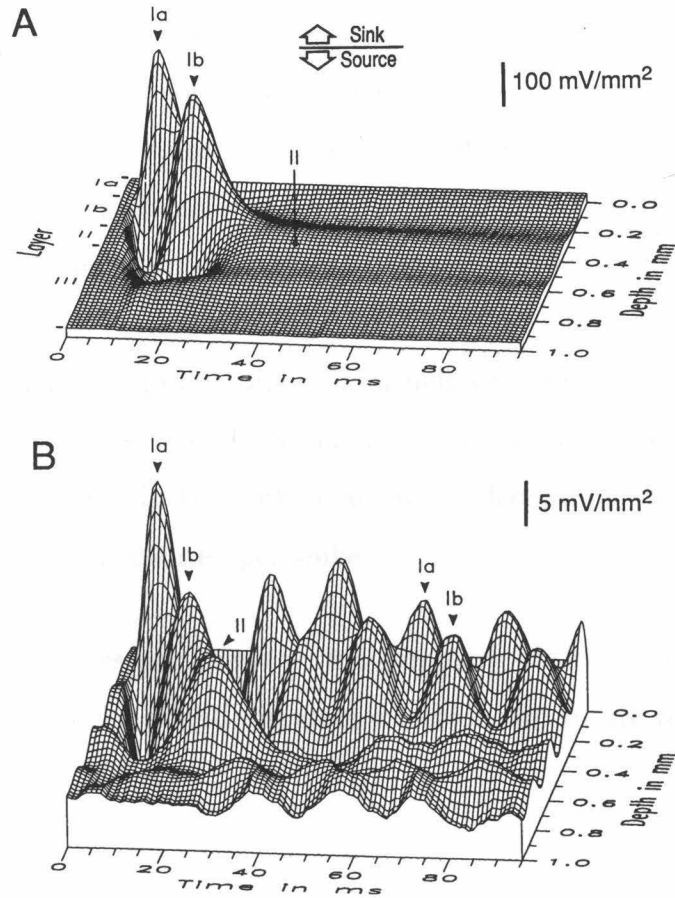 A
Ia
Ib
Sink
Source
100 mV/mm²
II
Ia
Ib
II
III
Layer
0.0
0.2
0.4
0.6
0.8
1.0
Depth in mm
0
20
40
60
80
Time in ms
B
Ia
Ib
II
Ia
Ib
5 mV/mm²
0.0
0.2
0.4
0.6
0.8
1.0
Depth in mm
0
20
40
60
80
Time in ms